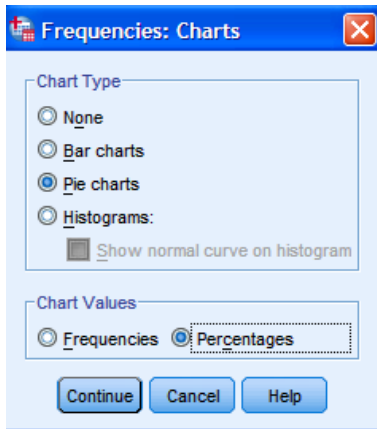 Frequencies: Charts
Chart Type
None
Bar charts
Pie charts
Histograms:
Show normal curve on histogram
Chart Values
Frequencies Percentages
Continue Cancel Help